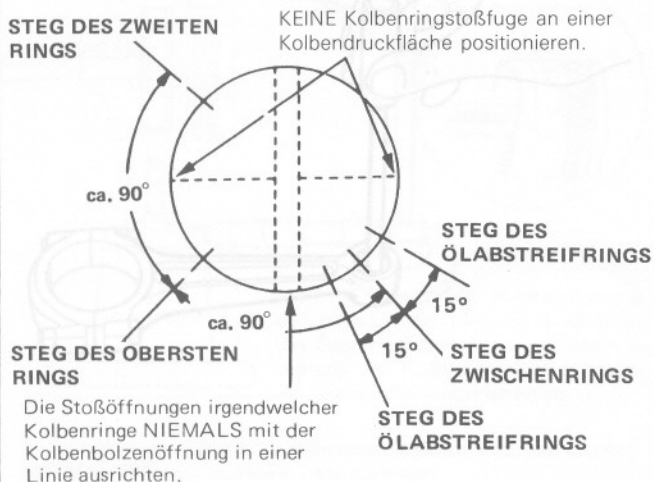 STEG DES ZWEITEN
RINGS
KEINE Kolbenringstoßfuge an einer
Kolbendruckfläche positionieren.
ca. 90°
STEG DES
ÖLABSTREIFRINGS
15°
ca. 90°
15°
STEG DES OBERSTEN
RINGS
STEG DES
ZWISCHENRINGS
Die Stoßöffnungen irgendwelcher
Kolbenringe NIEMALS mit der
Kolbenbolzenöffnung in einer
Linie ausrichten.
STEG DES
ÖLABSTREIFRINGS